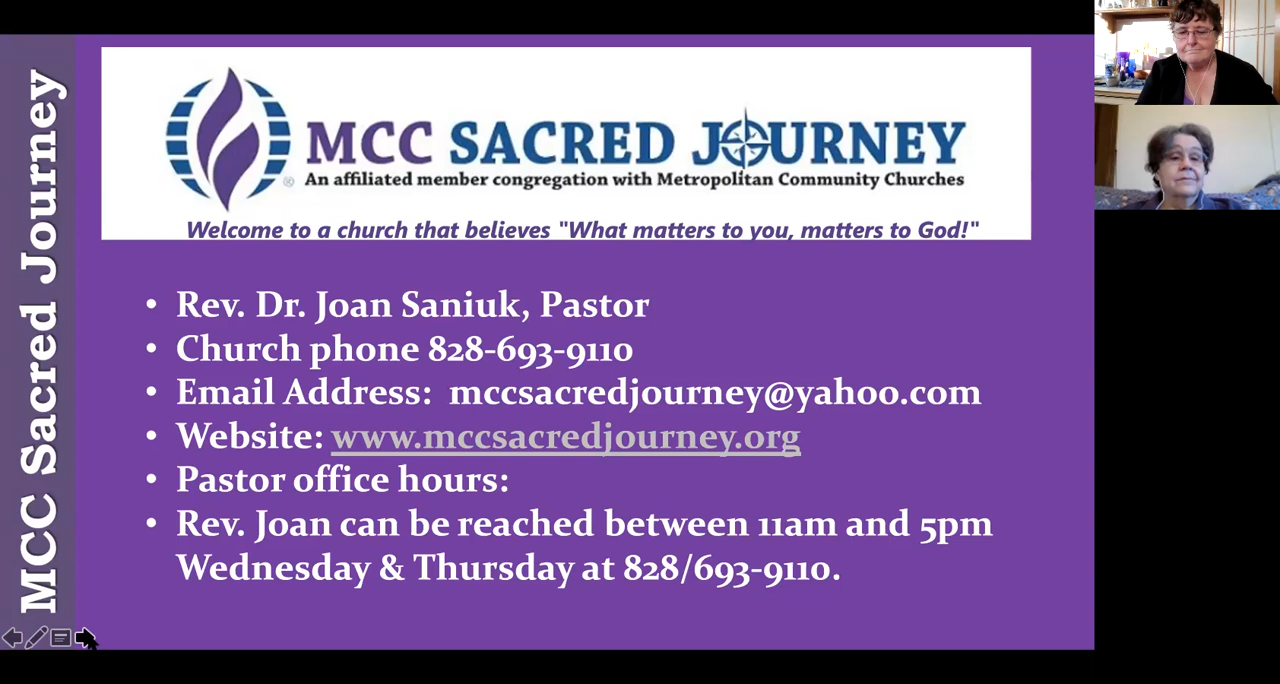 MCC Sacred Journey
MCC SACRED JOURNEY
®
An affiliated member congregation with Metropolitan Community Churches
Welcome to a church that believes "What matters to you, matters to God!"
• Rev. Dr. Joan Saniuk, Pastor
• Church phone 828-693-9110
• Email Address: mccsacredjourney@yahoo.com
• Website: www.mccsacredjourney.org
• Pastor office hours:
• Rev. Joan can be reached between 11am and 5pm
Wednesday & Thursday at 828/693-9110.